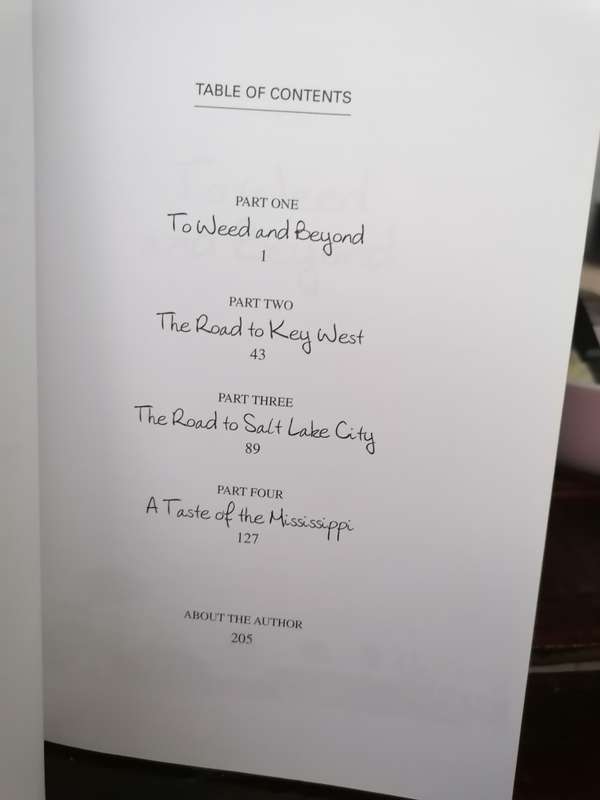 TABLE OF CONTENTS
PART ONE
To Weed and Beyond
1
PART TWO
The Road to Key West
43
PART THREE
The Road to Salt Lake City
89
PART FOUR
A Taste of the Mississippi
127
ABOUT THE AUTHOR
205